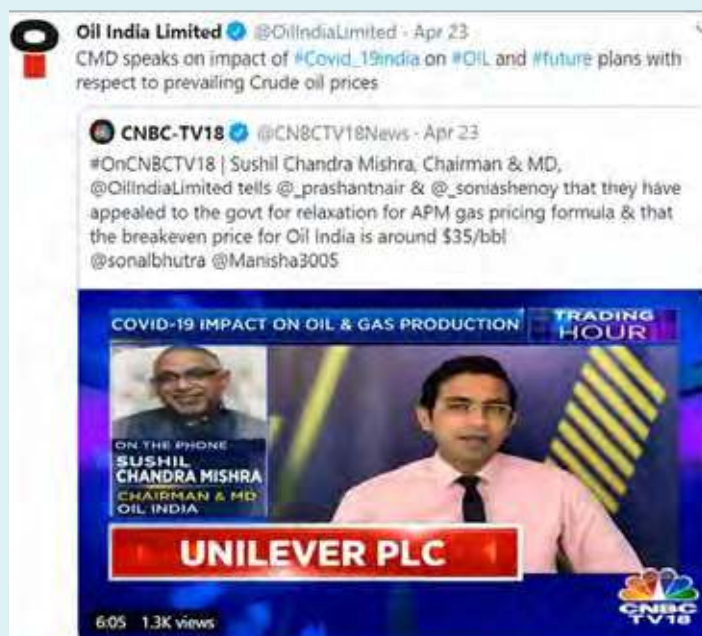 Oil India Limited @OilIndiaLimited · Apr 23
CMD speaks on impact of #Covid_19india on #OIL and #future plans with
respect to prevailing Crude oil prices
CNBC-TV18 @CNBCTV18News · Apr 23
#OnCNBCTV18 | Sushil Chandra Mishra, Chairman & MD,
@OilIndiaLimited tells @_prashantnair & @_soniashenoy that they have
appealed to the govt for relaxation for APM gas pricing formula & that
the breakeven price for Oil India is around $35/bbl
@sonalbhutra @Manisha3005
COVID-19 IMPACT ON OIL & GAS PRODUCTION
TRADING
HOUR
ON THE PHONE
SUSHIL
CHANDRA MISHRA
CHAIRMAN & MD
OIL INDIA
UNILEVER PLC
CNBC
TV18
6:05 1.3K views